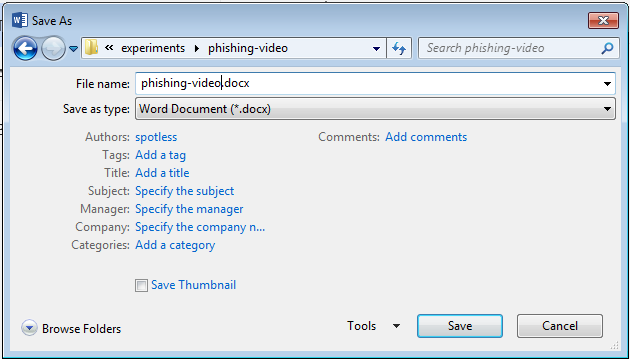 Save As
« experiments ▸ phishing-video
Search phishing-video
File name: phishing-video.docx
Save as type: Word Document (*.docx)
Authors: spotless
Comments: Add comments
Tags: Add a tag
Title: Add a title
Subject: Specify the subject
Manager: Specify the manager
Company: Specify the company n...
Categories: Add a category
Save Thumbnail
Browse Folders
Tools
Save
Cancel